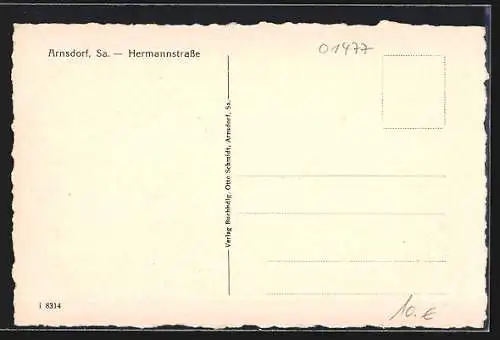 Arnsdorf, Sa. — Hermannstraße
01477
Verlag Buchhdlg. Otto Schmidt, Arnsdorf, Sa.
i 8314
10.€